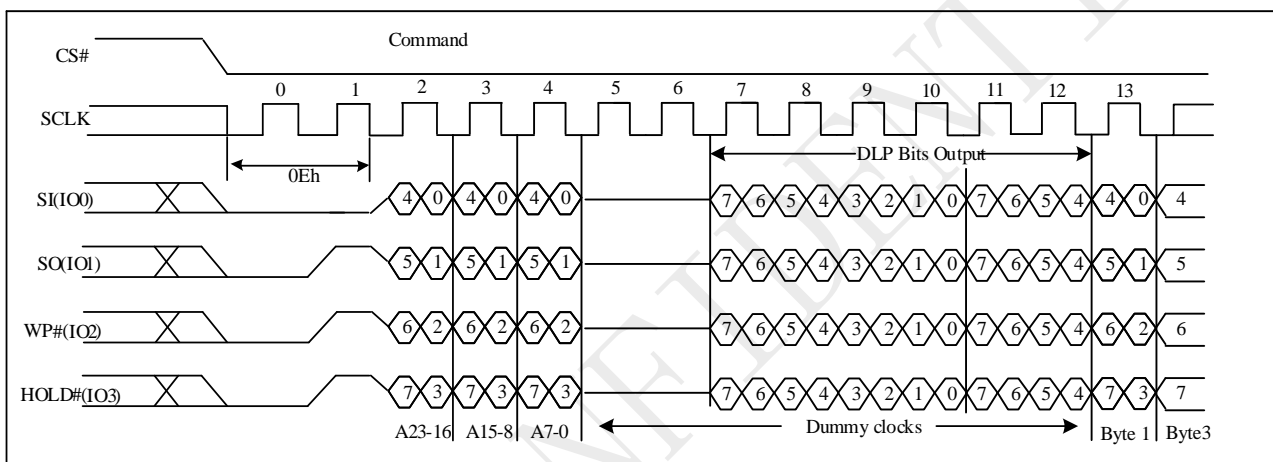 Command
CS#
0 1 2 3 4 5 6 7 8 9 10 11 12 13
SCLK
DLP Bits Output
0Eh
SI(IO0) 4 0 4 0 4 0 7 6 5 4 3 2 1 0 7 6 5 4 4 0 4
SO(IO1) 5 1 5 1 5 1 7 6 5 4 3 2 1 0 7 6 5 4 5 1 5
WP#(IO2) 6 2 6 2 6 2 7 6 5 4 3 2 1 0 7 6 5 4 6 2 6
HOLD#(IO3) 7 3 7 3 7 3 7 6 5 4 3 2 1 0 7 6 5 4 7 3 7
A23-16 A15-8 A7-0 Dummy clocks Byte 1 Byte3